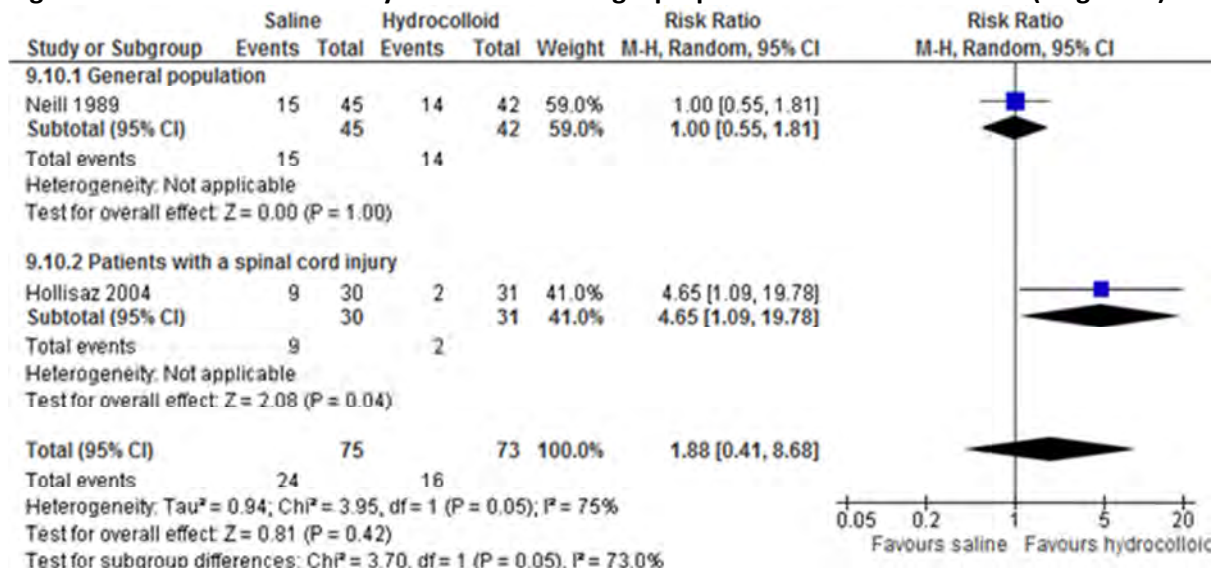 Saline Hydrocolloid Risk Ratio Risk Ratio
Study or Subgroup Events Total Events Total Weight M-H, Random, 95% CI M-H, Random, 95% CI
9.10.1 General population
Neill 1989 15 45 14 42 59.0% 1.00 [0.55, 1.81]
Subtotal (95% CI) 45 42 59.0% 1.00 [0.55, 1.81]
Total events 15 14
Heterogeneity: Not applicable
Test for overall effect: Z = 0.00 (P = 1.00)
9.10.2 Patients with a spinal cord injury
Hollisaz 2004 9 30 2 31 41.0% 4.65 [1.09, 19.78]
Subtotal (95% CI) 30 31 41.0% 4.65 [1.09, 19.78]
Total events 9 2
Heterogeneity: Not applicable
Test for overall effect: Z = 2.08 (P = 0.04)
Total (95% CI) 75 73 100.0% 1.88 [0.41, 8.68]
Total events 24 16
Heterogeneity: Tau² = 0.94; Chi² = 3.95, df = 1 (P = 0.05); I² = 75%
Test for overall effect: Z = 0.81 (P = 0.42)
Test for subgroup differences: Chi² = 3.70, df = 1 (P = 0.05), I² = 73.0%
0.05 0.2 1 5 20
Favours saline Favours hydrocolloid